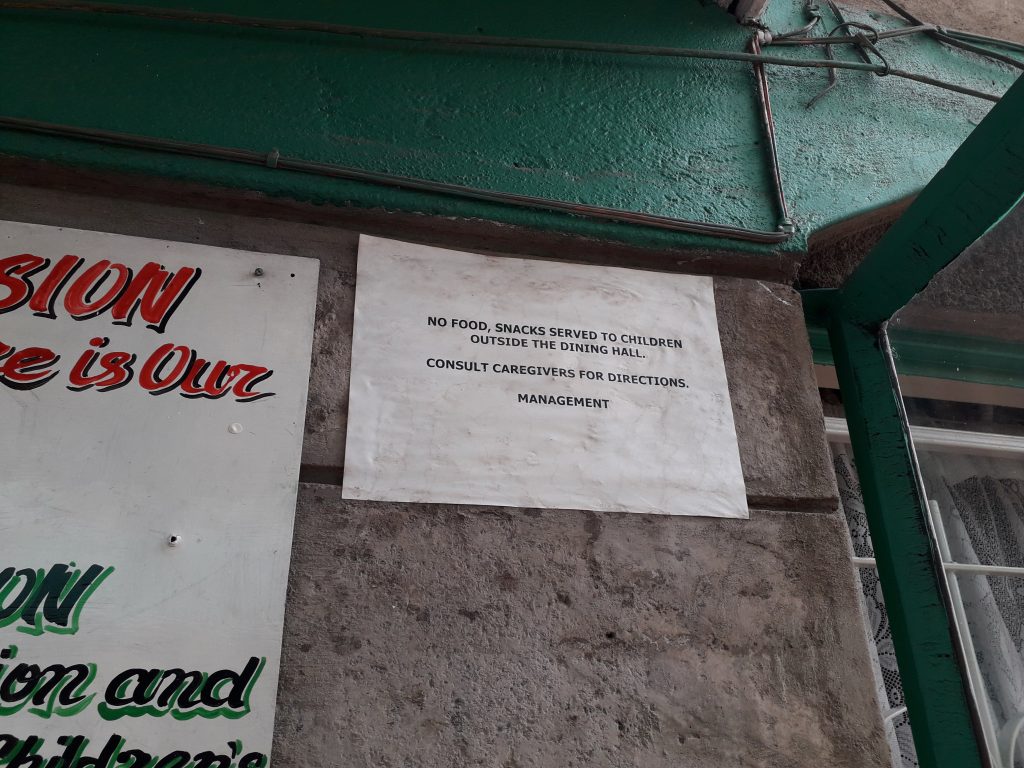 SION
is Our
ON
ion and
Children's
NO FOOD, SNACKS SERVED TO CHILDREN
OUTSIDE THE DINING HALL.
CONSULT CAREGIVERS FOR DIRECTIONS.
MANAGEMENT